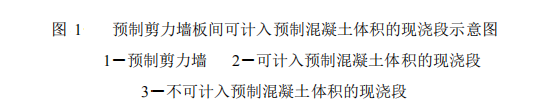 图 1 预制剪力墙板间可计入预制混凝土体积的现浇段示意图
1—预制剪力墙 2—可计入预制混凝土体积的现浇段
3—不可计入预制混凝土体积的现浇段